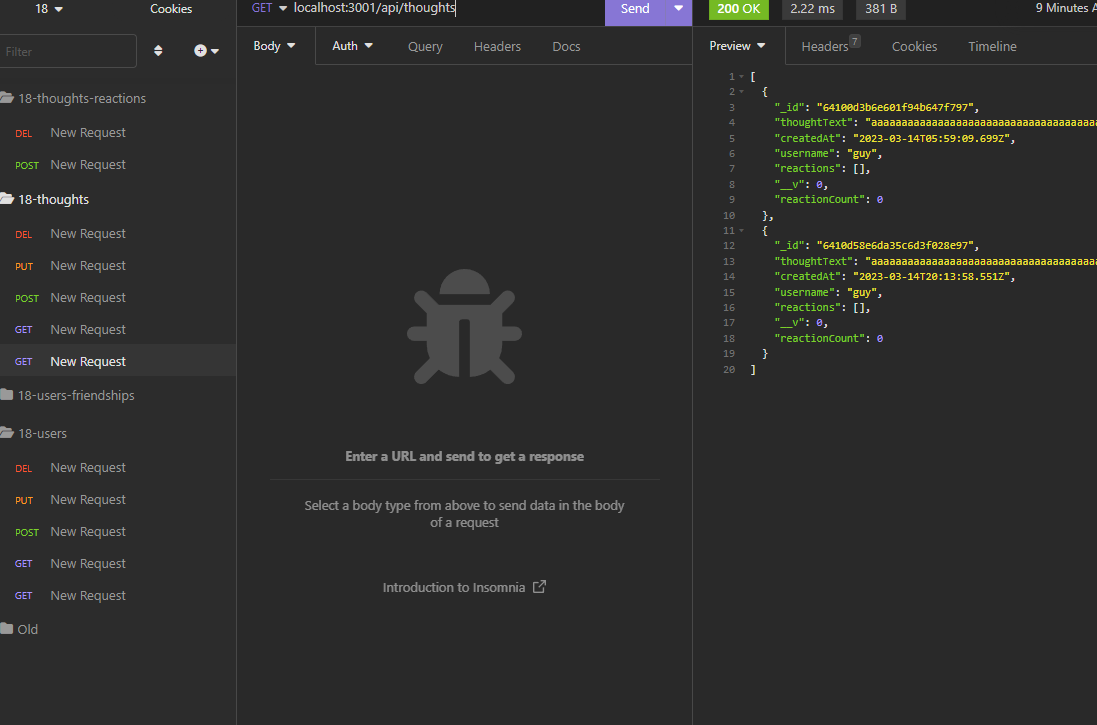 18
Cookies
Filter
18-thoughts-reactions
DEL New Request
POST New Request
18-thoughts
DEL New Request
PUT New Request
POST New Request
GET New Request
GET New Request
18-users-friendships
18-users
DEL New Request
PUT New Request
POST New Request
GET New Request
GET New Request
Old
GET localhost:3001/api/thoughts
Send
Body
Auth
Query
Headers
Docs
Enter a URL and send to get a response
Select a body type from above to send data in the body
of a request
Introduction to Insomnia
200 OK
2.22 ms
381 B
9 Minutes A
Preview
Headers 7
Cookies
Timeline
1 [
2 {
3 "_id": "64100d3b6e601f94b647f797",
4 "thoughtText":
5 "createdAt": "2023-03-14T05:59:09.699Z",
6 "username": "guy",
7 "reactions": [],
8 "__v": 0,
9 "reactionCount": 0
10 },
11 {
12 "_id": "6410d58e6da35c6d3f028e97",
13 "thoughtText":
14 "createdAt": "2023-03-14T20:13:58.551Z",
15 "username": "guy",
16 "reactions": [],
17 "__v": 0,
18 "reactionCount": 0
19 }
20 ]